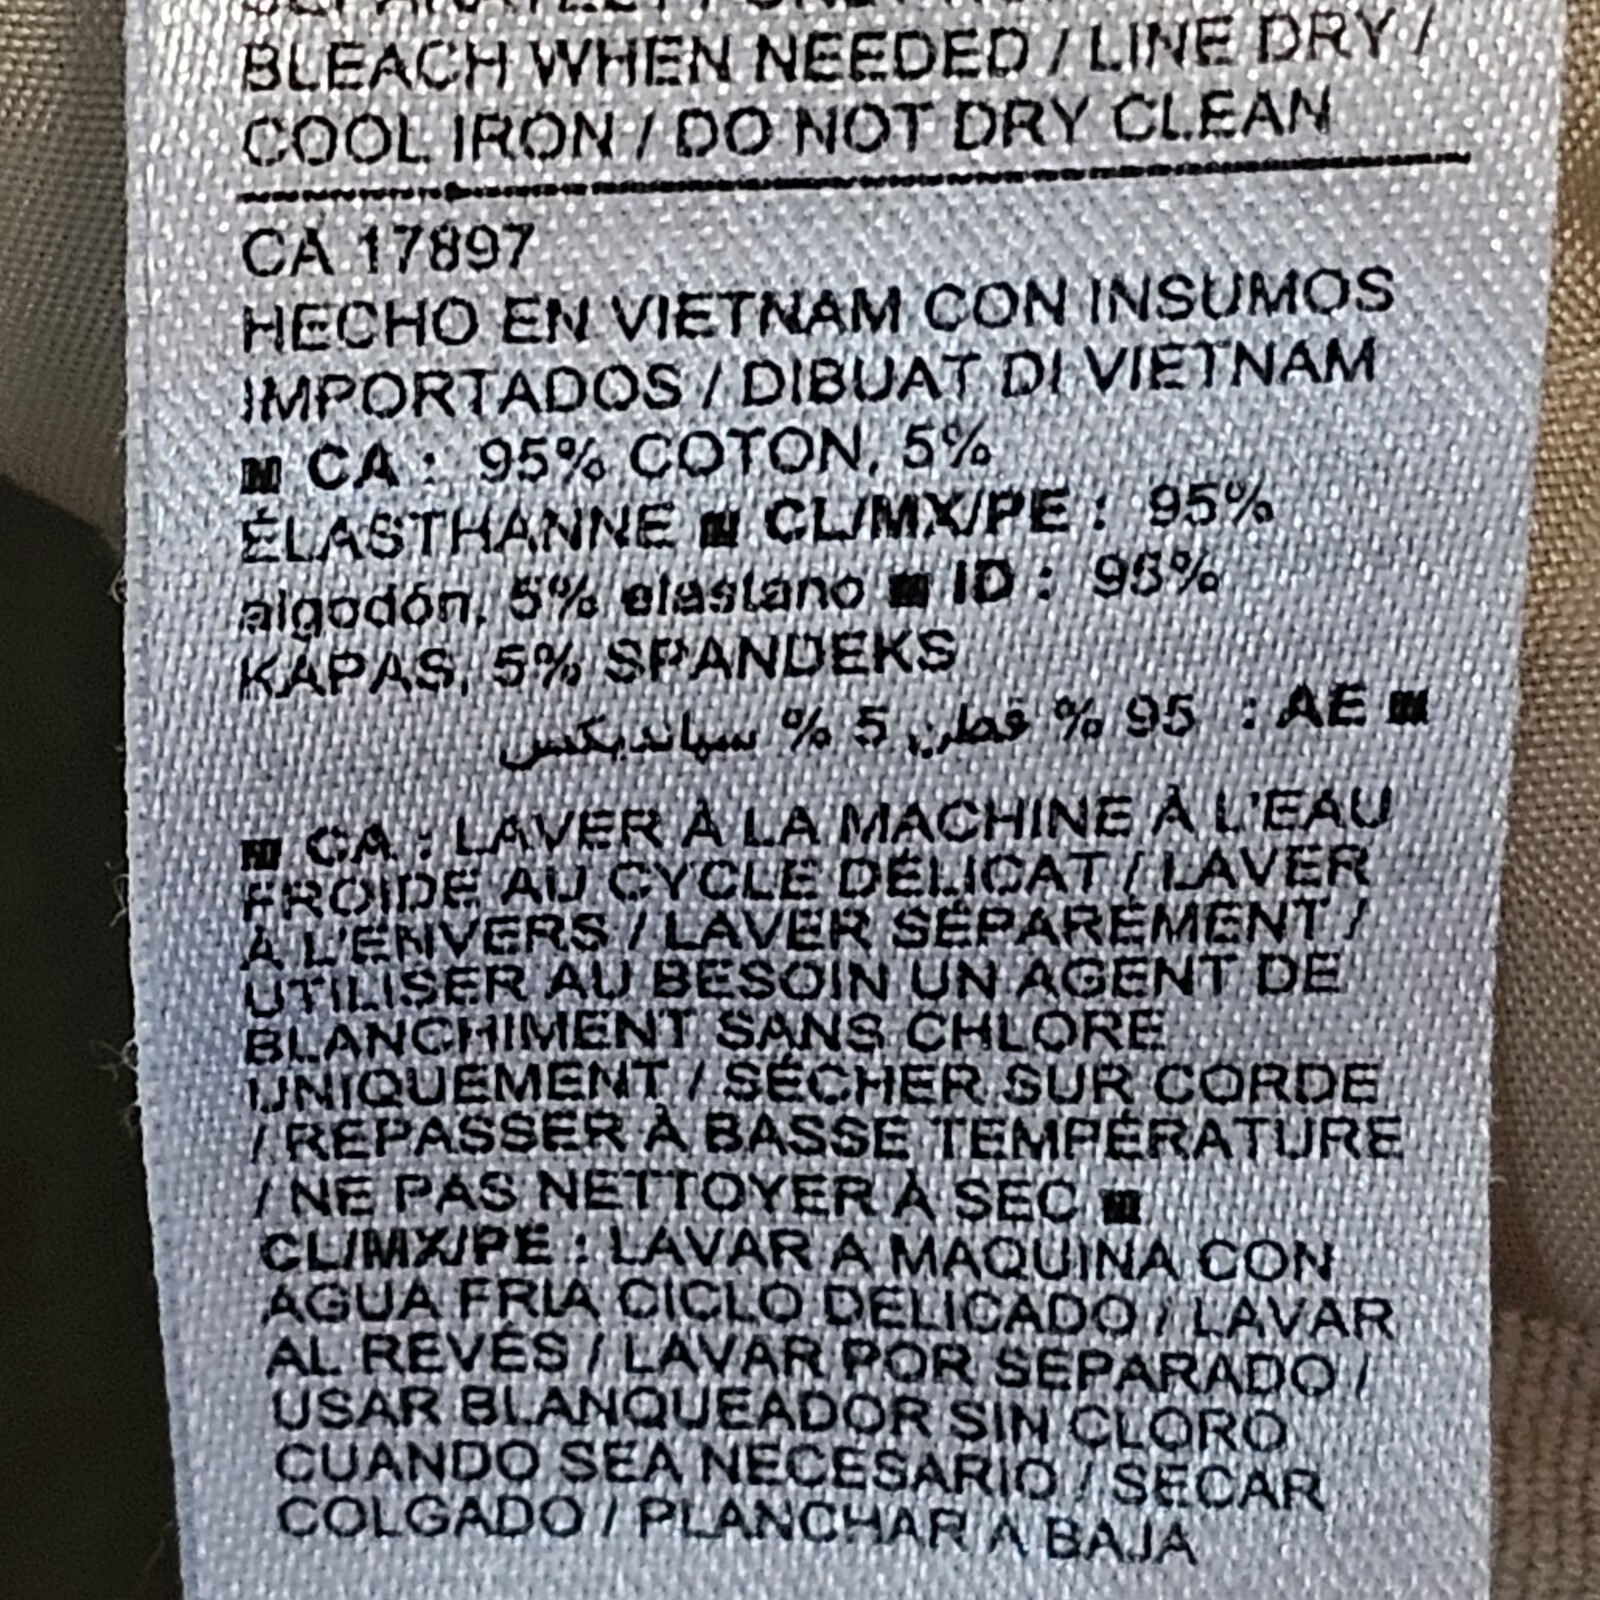 BLEACH WHEN NEEDED / LINE DRY /
COOL IRON / DO NOT DRY CLEAN
CA 17897
HECHO EN VIETNAM CON INSUMOS
IMPORTADOS / DIBUAT DI VIETNAM
■ CA : 95% COTON, 5%
ÉLASTHANNE ■ CL/MX/PE : 95%
algodón, 5% elastano ■ ID : 95%
KAPAS, 5% SPANDEKS
■ AE : 95 % قطن, 5 % سباندیكس
■ CA : LAVER À LA MACHINE À L'EAU
FROIDE AU CYCLE DÉLICAT / LAVER
À L'ENVERS / LAVER SÉPARÉMENT /
UTILISER AU BESOIN UN AGENT DE
BLANCHIMENT SANS CHLORE
UNIQUEMENT / SÉCHER SUR CORDE
/ REPASSER À BASSE TEMPÉRATURE
/ NE PAS NETTOYER À SEC ■
CL/MX/PE : LAVAR A MAQUINA CON
AGUA FRIA CICLO DELICADO / LAVAR
AL REVÉS / LAVAR POR SEPARADO /
USAR BLANQUEADOR SIN CLORO
CUANDO SEA NECESARIO / SECAR
COLGADO / PLANCHAR A BAJA